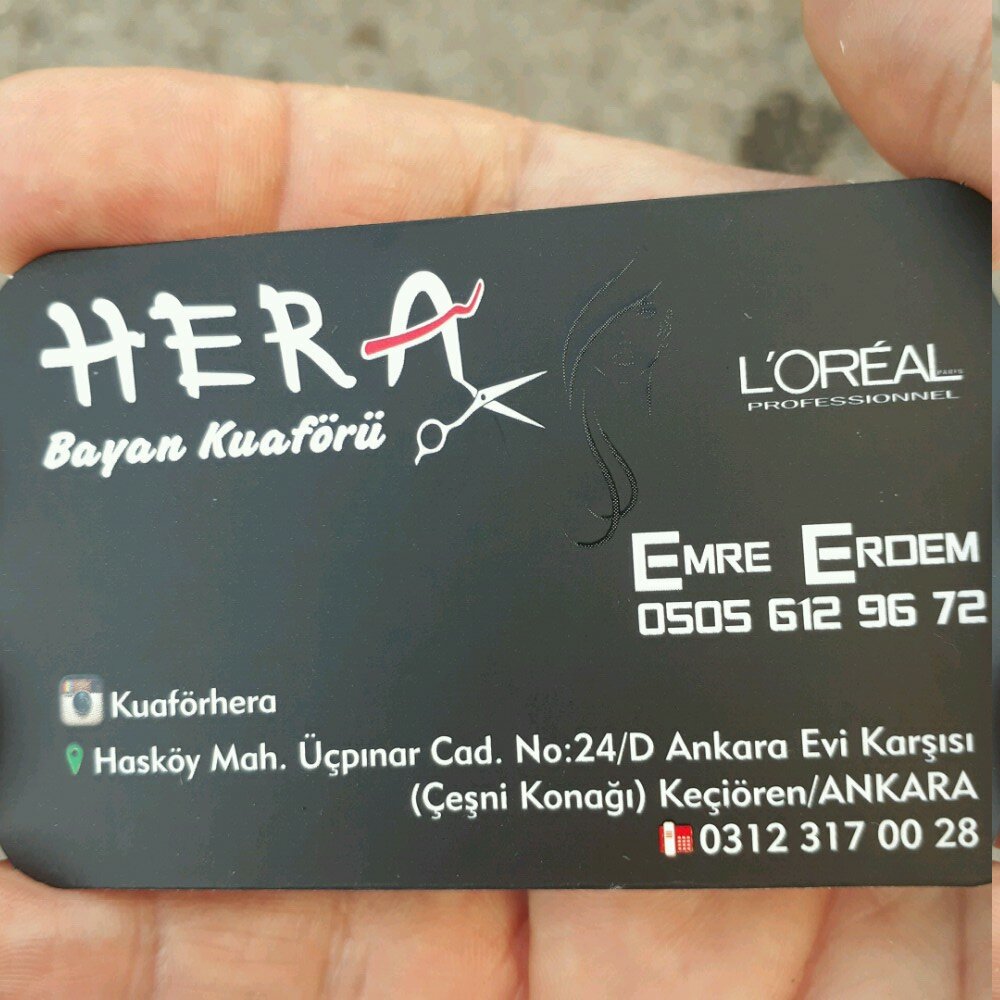 HERA
Bayan Kuaförü
L'ORÉAL
PARIS
PROFESSIONNEL
EMRE ERDEM
0505 612 96 72
Kuaförhera
Hasköy Mah. Üçpınar Cad. No:24/D Ankara Evi Karşısı
(Çeşni Konağı) Keçiören/ANKARA
0312 317 00 28